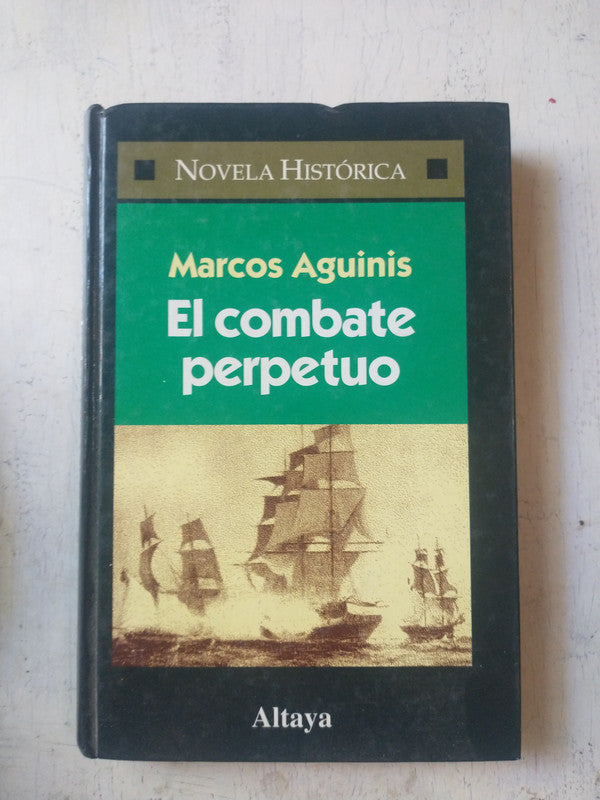 NOVELA HISTÓRICA
Marcos Aguinis
El combate
perpetuo
Altaya